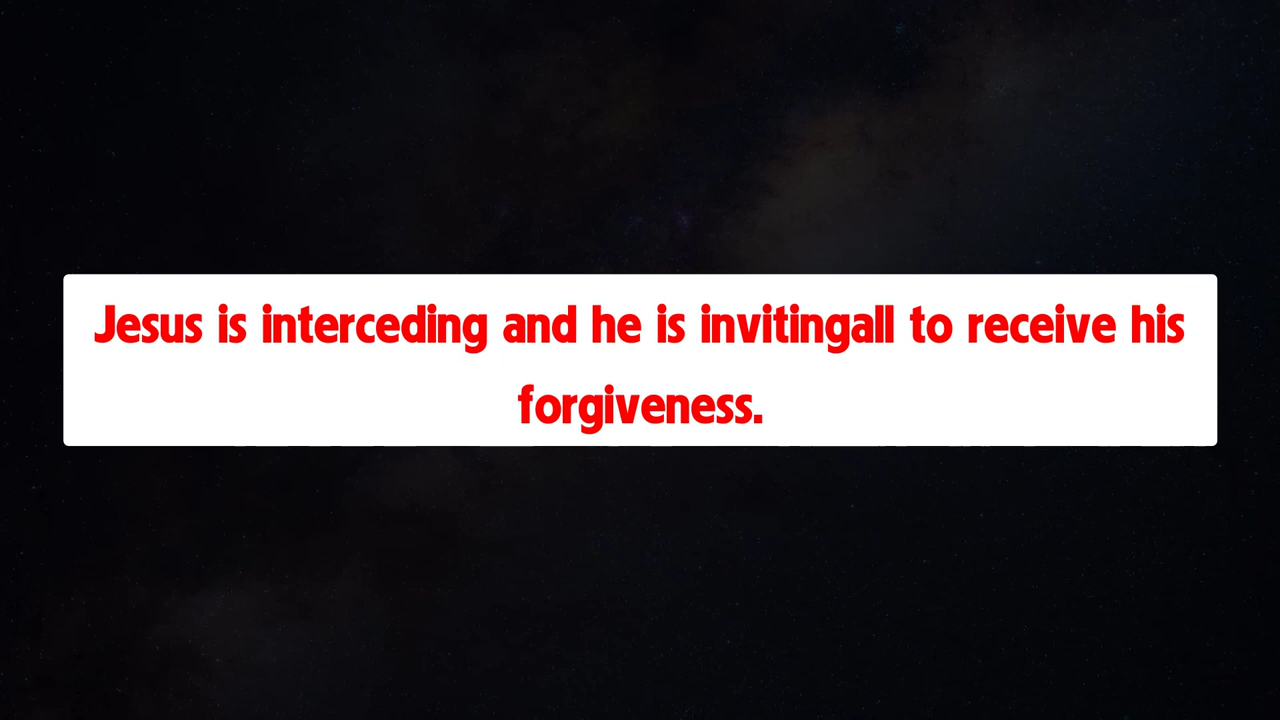 Jesus is interceding and he is invitingall to receive his
forgiveness.